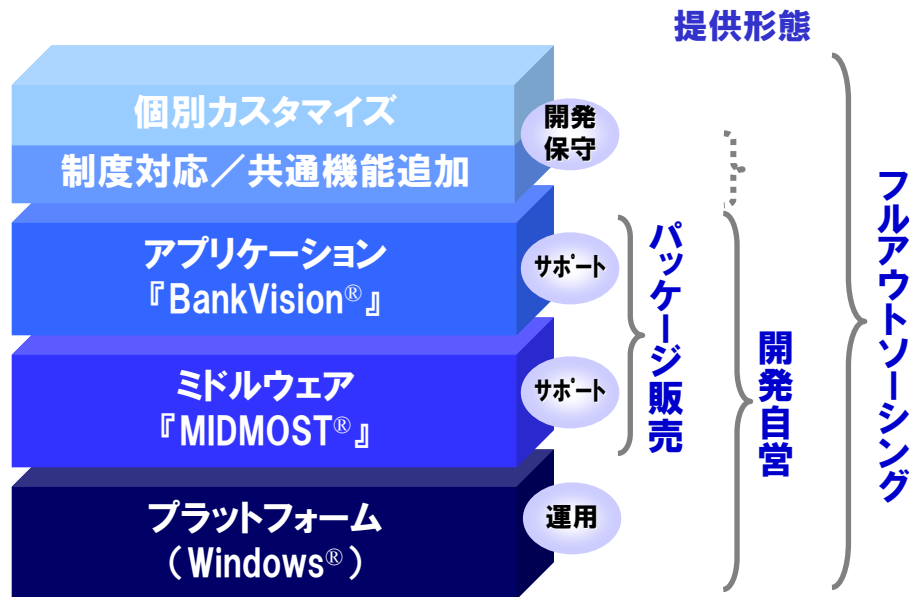 提供形態
個別カスタマイズ
開発
保守
制度対応／共通機能追加
アプリケーション
『BankVision®』
サポート
ミドルウェア
『MIDMOST®』
サポート
プラットフォーム
（Windows®）
運用
パッケージ販売
開発自営
フルアウトソーシング